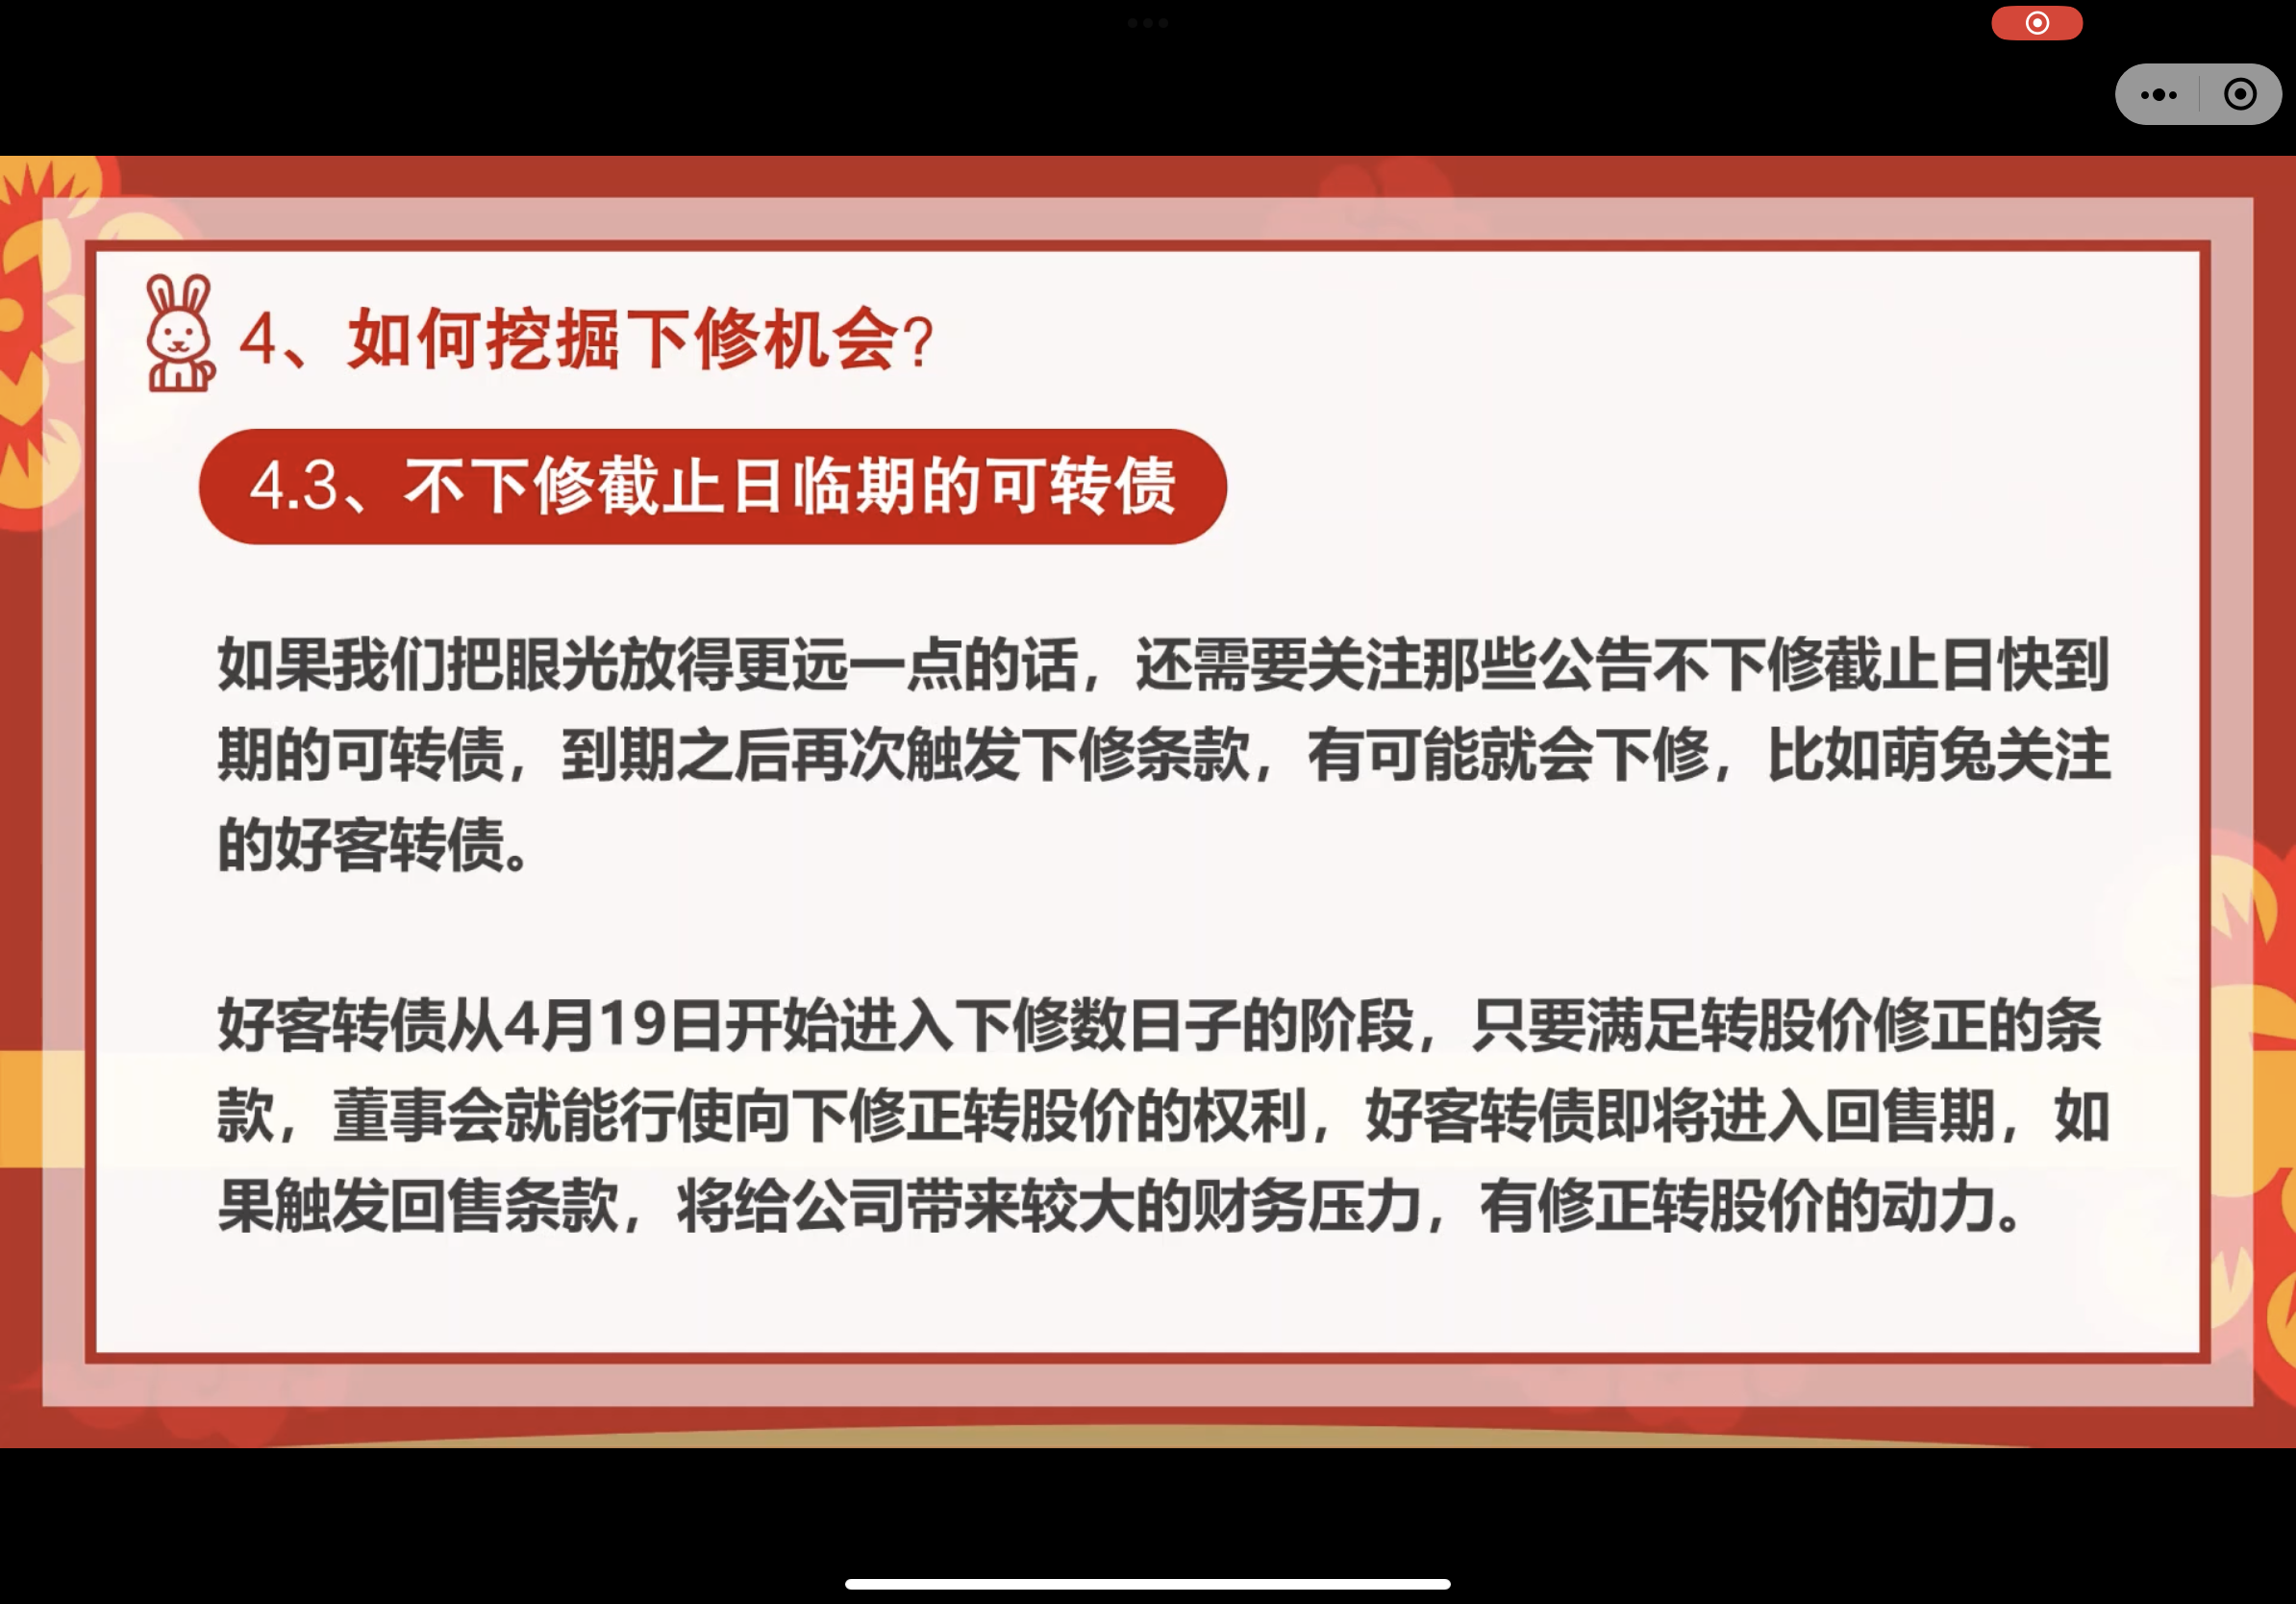 4、如何挖掘下修机会?
4.3、不下修截止日临期的可转债
如果我们把眼光放得更远一点的话，还需要关注那些公告不下修截止日快到
期的可转债，到期之后再次触发下修条款，有可能就会下修，比如萌兔关注
的好客转债。
好客转债从4月19日开始进入下修数日子的阶段，只要满足转股价修正的条
款，董事会就能行使向下修正转股价的权利，好客转债即将进入回售期，如
果触发回售条款，将给公司带来较大的财务压力，有修正转股价的动力。